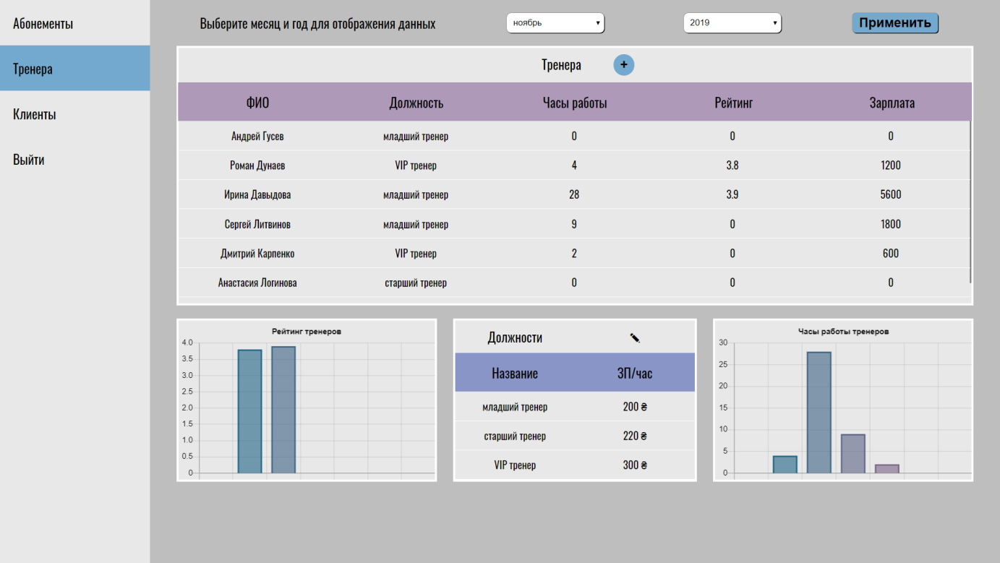 Абонементы
Тренера
Клиенты
Выйти
Выберите месяц и год для отображения данных
ноябрь
2019
Применить
Тренера +
ФИО Должность Часы работы Рейтинг Зарплата
Андрей Гусев младший тренер 0 0 0
Роман Дунаев VIP тренер 4 3.8 1200
Ирина Давыдова младший тренер 28 3.9 5600
Сергей Литвинов младший тренер 9 0 1800
Дмитрий Карпенко VIP тренер 2 0 600
Анастасия Логинова старший тренер 0 0 0
Рейтинг тренеров
4.0
3.5
3.0
2.5
2.0
1.5
1.0
0.5
0
Должности
Название ЗП/час
младший тренер 200 ₴
старший тренер 220 ₴
VIP тренер 300 ₴
Часы работы тренеров
30
25
20
15
10
5
0